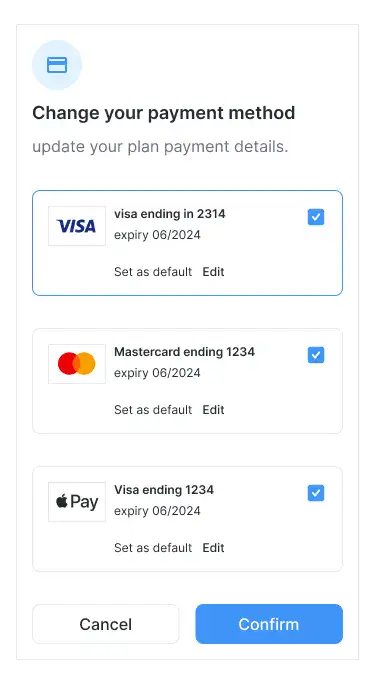 Change your payment method
update your plan payment details.
VISA
visa ending in 2314
expiry 06/2024
Set as default Edit
Mastercard ending 1234
expiry 06/2024
Set as default Edit
Pay
Visa ending 1234
expiry 06/2024
Set as default Edit
Cancel Confirm